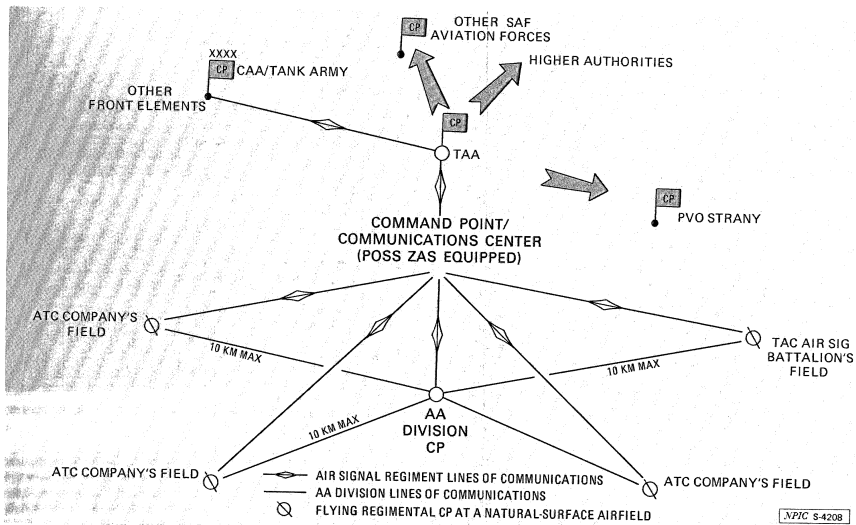 OTHER SAF
AVIATION FORCES
CP
HIGHER AUTHORITIES
XXXX
CP
CAA/TANK ARMY
OTHER
FRONT ELEMENTS
CP
TAA
CP
PVO STRANY
COMMAND POINT/
COMMUNICATIONS CENTER
(POSS ZAS EQUIPPED)
ATC COMPANY'S
FIELD
10 KM MAX
TAC AIR SIG
BATTALION'S
FIELD
10 KM MAX
AA
DIVISION
CP
10 KM MAX
ATC COMPANY'S FIELD
ATC COMPANY'S FIELD
AIR SIGNAL REGIMENT LINES OF COMMUNICATIONS
AA DIVISION LINES OF COMMUNICATIONS
FLYING REGIMENTAL CP AT A NATURAL-SURFACE AIRFIELD
NPIC S-4208